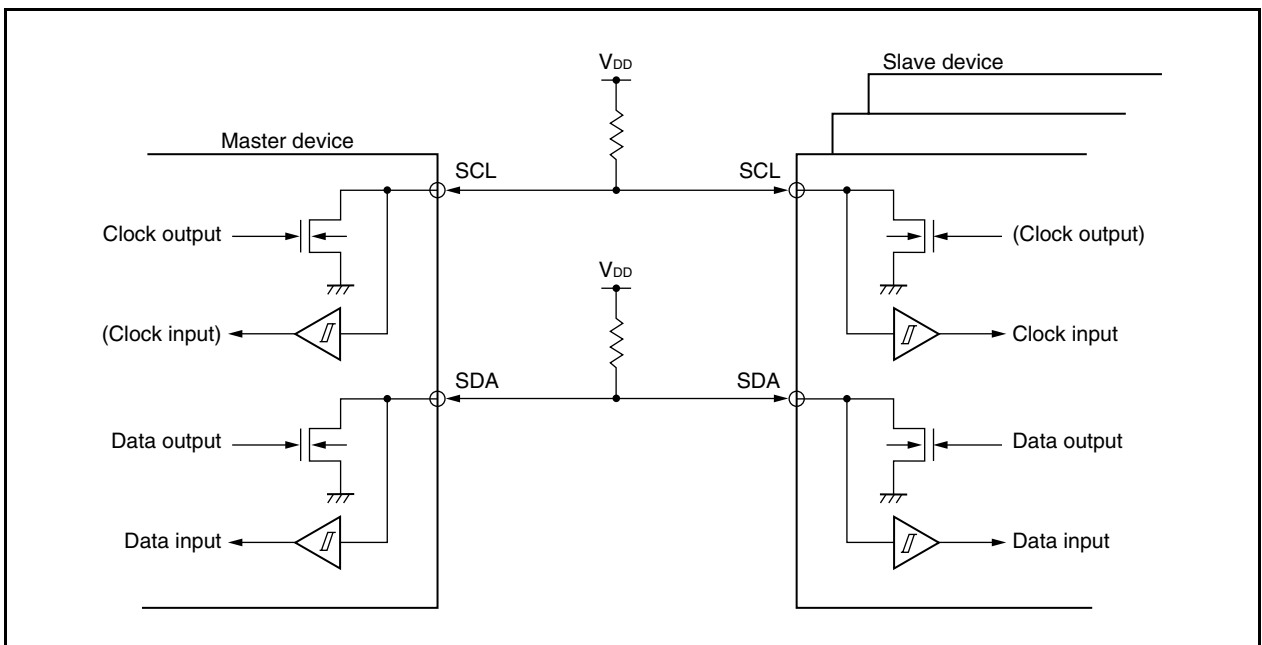 VDD
Slave device
Master device
SCL
SCL
Clock output
(Clock output)
(Clock input)
Clock input
VDD
SDA
SDA
Data output
Data output
Data input
Data input